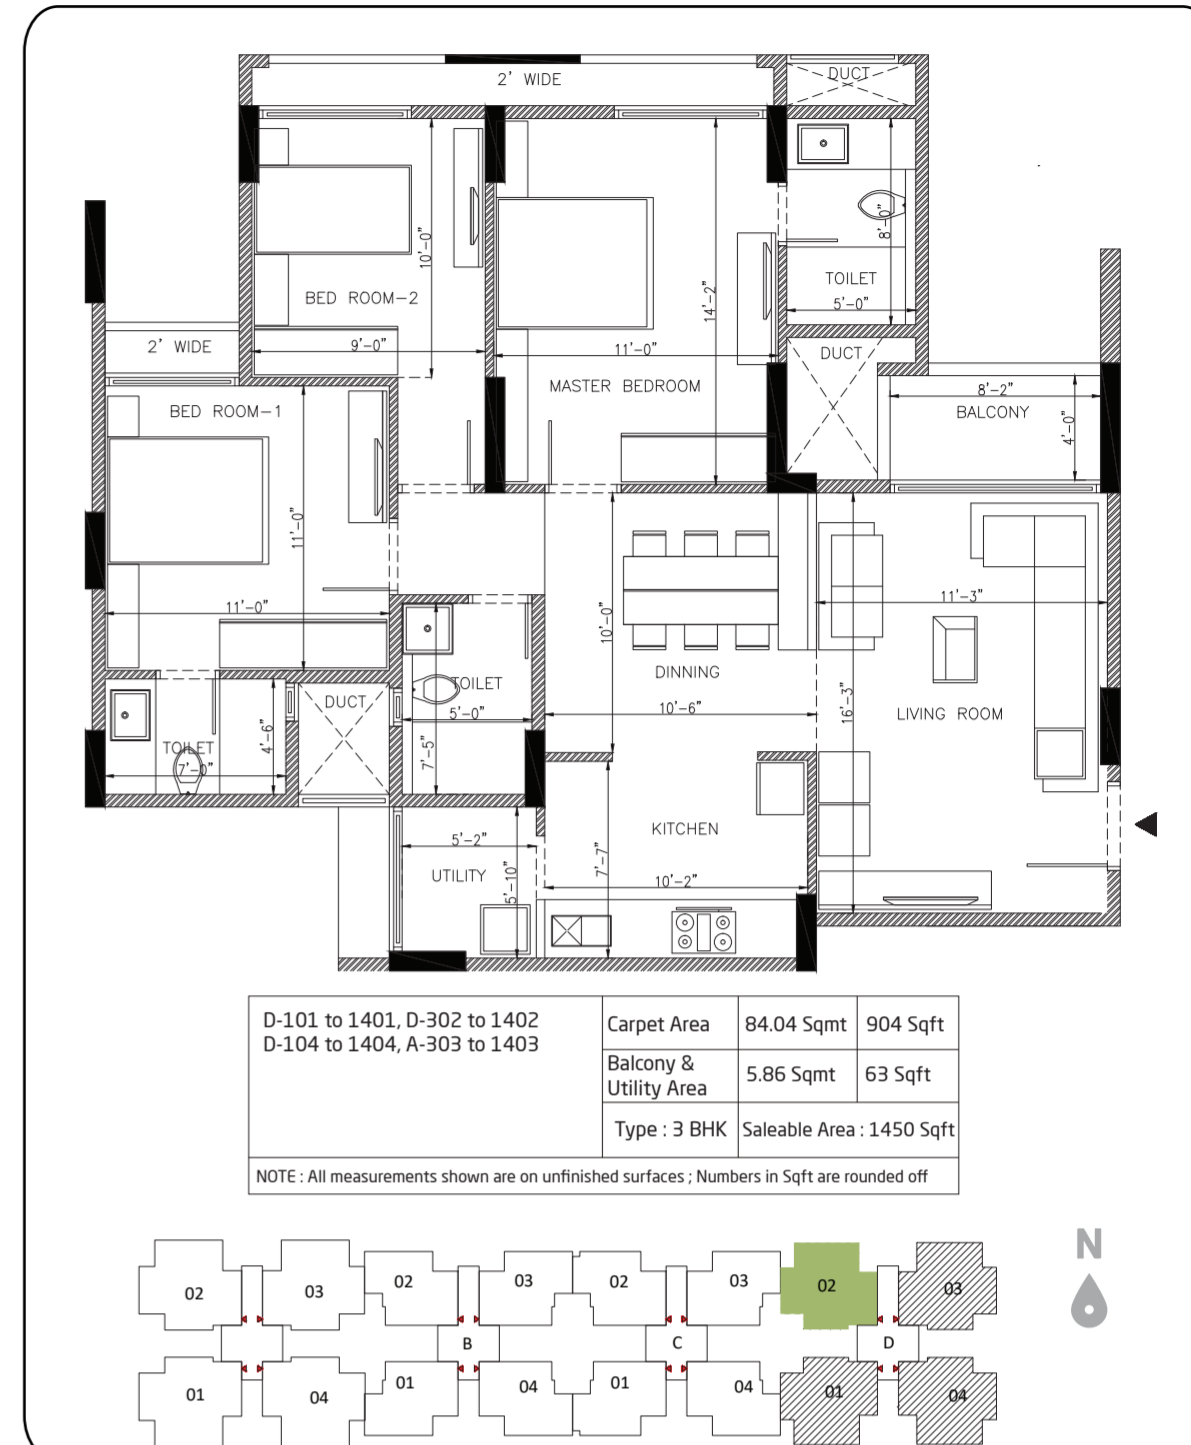 2' WIDE
DUCT
BED ROOM-2
10'-0"
9'-0"
MASTER BEDROOM
14'-2"
11'-0"
TOILET
8'-0"
5'-0"
DUCT
8'-2"
BALCONY
4'-0"
2' WIDE
BED ROOM-1
11'-0"
11'-0"
TOILET
7'-0"
4'-6"
DUCT
TOILET
5'-0"
7'-5"
10'-0"
DINNING
10'-6"
11'-3"
16'-3"
LIVING ROOM
KITCHEN
7'-7"
10'-2"
5'-2"
UTILITY
5'-10"
D-101 to 1401, D-302 to 1402
D-104 to 1404, A-303 to 1403
Carpet Area 84.04 Sqmt 904 Sqft
Balcony &
Utility Area 5.86 Sqmt 63 Sqft
Type : 3 BHK Saleable Area : 1450 Sqft
NOTE : All measurements shown are on unfinished surfaces ; Numbers in Sqft are rounded off
N
02 03 02 03 02 03 02 03
B C D
01 04 01 04 01 04 01 04